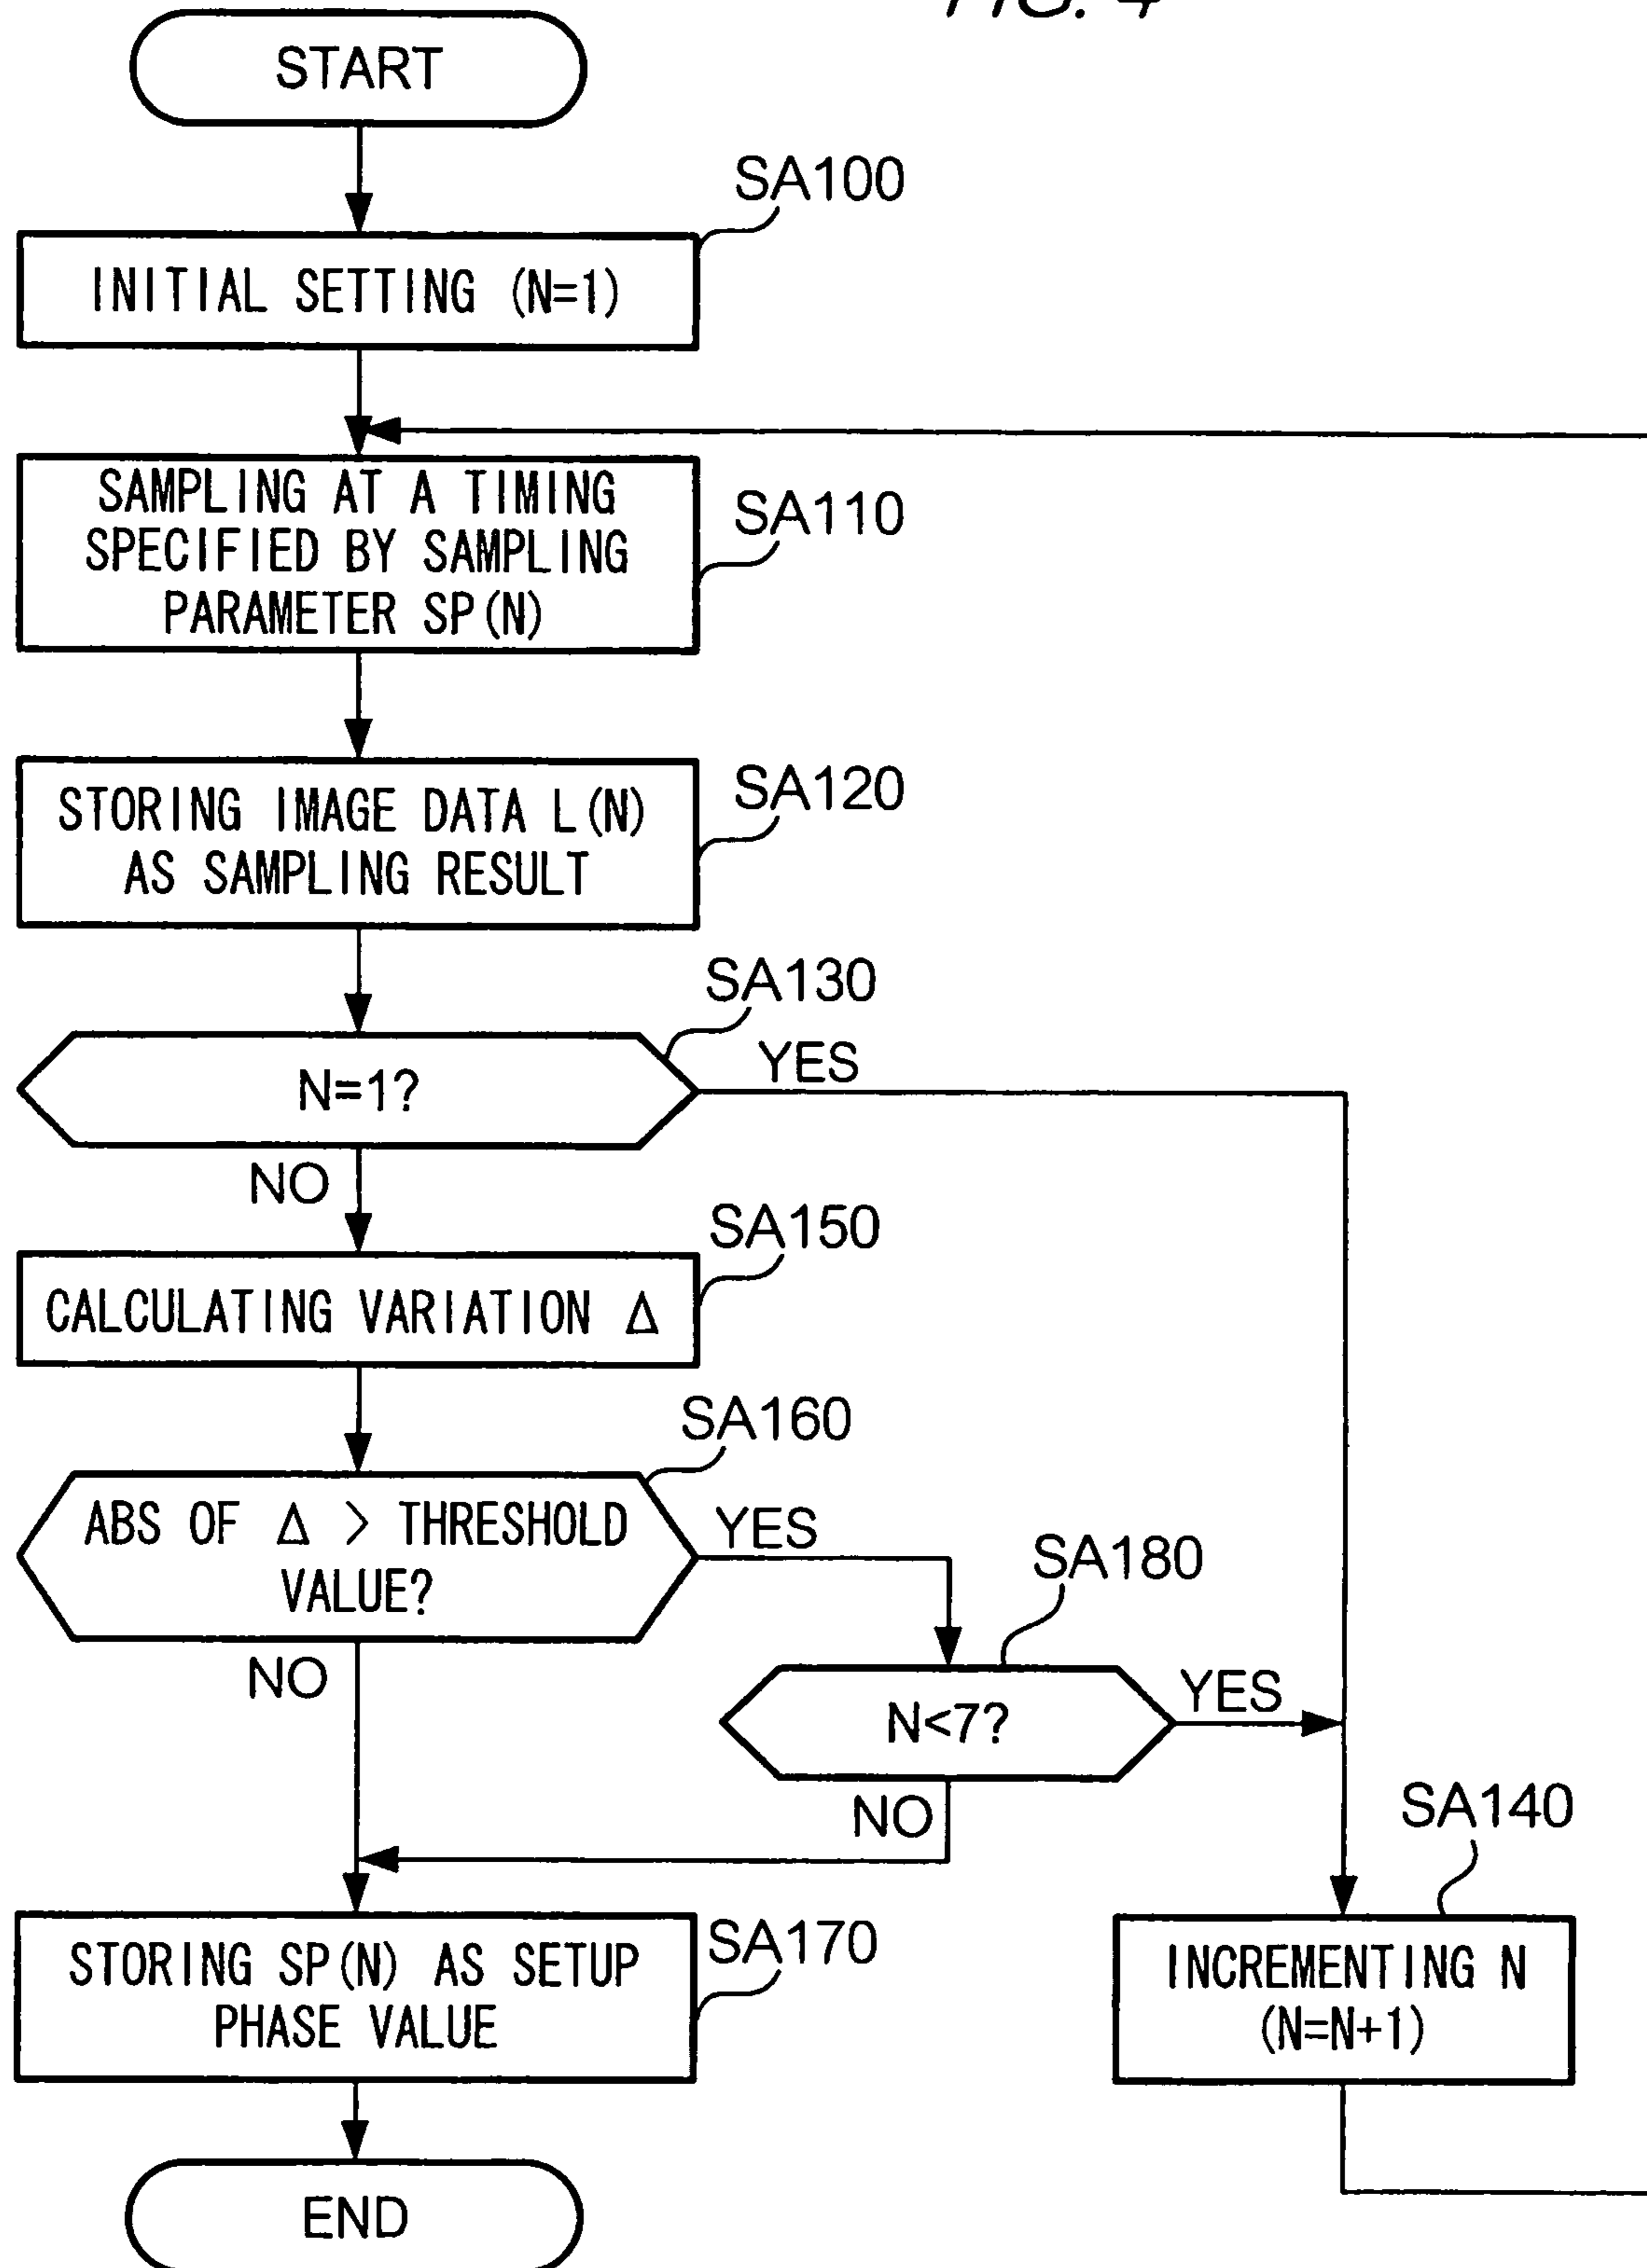 FIG. 4
START
SA100
INITIAL SETTING (N=1)
SAMPLING AT A TIMING
SPECIFIED BY SAMPLING
PARAMETER SP(N)
SA110
STORING IMAGE DATA L(N)
AS SAMPLING RESULT
SA120
SA130
N=1?
YES
NO
SA150
CALCULATING VARIATION Δ
SA160
ABS OF Δ > THRESHOLD
VALUE?
YES
NO
SA180
N<7?
YES
NO
SA140
INCREMENTING N
(N=N+1)
SA170
STORING SP(N) AS SETUP
PHASE VALUE
END